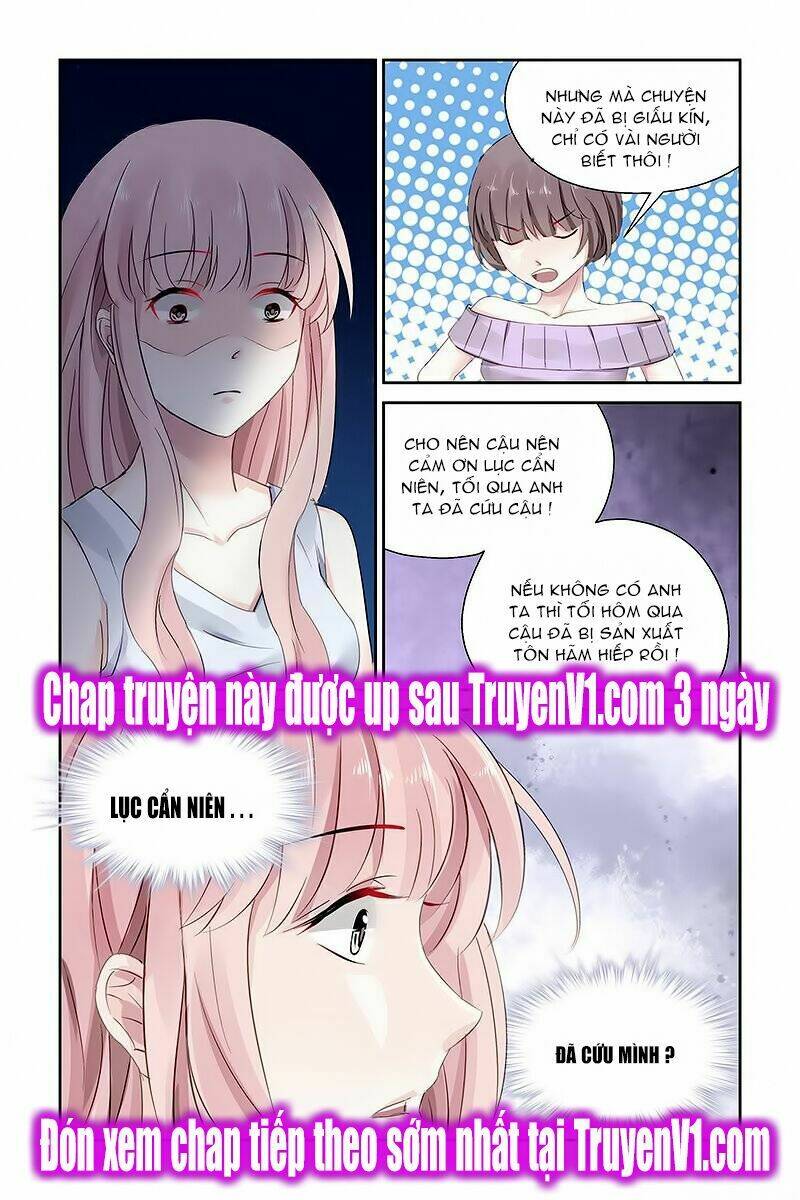 NHƯNG MÀ CHUYỆN
NÀY ĐÃ BỊ GIẤU KÍN,
CHỈ CÓ VÀI NGƯỜI
BIẾT THÔI !
CHO NÊN CẬU NÊN
CẢM ƠN LỤC CẨN
NIÊN, TỐI QUA ANH
TA ĐÃ CỨU CẬU !
NẾU KHÔNG CÓ ANH
TA THÌ TỐI HÔM QUA
CẬU ĐÃ BỊ SẢN XUẤT
TÔN HÃM HIẾP RỒI !
Chap truyện này được up sau TruyenV1.com 3 ngày
LỤC CẨN NIÊN . . .
ĐÃ CỨU MÌNH ?
Đón xem chap tiếp theo sớm nhất tại TruyenV1.com